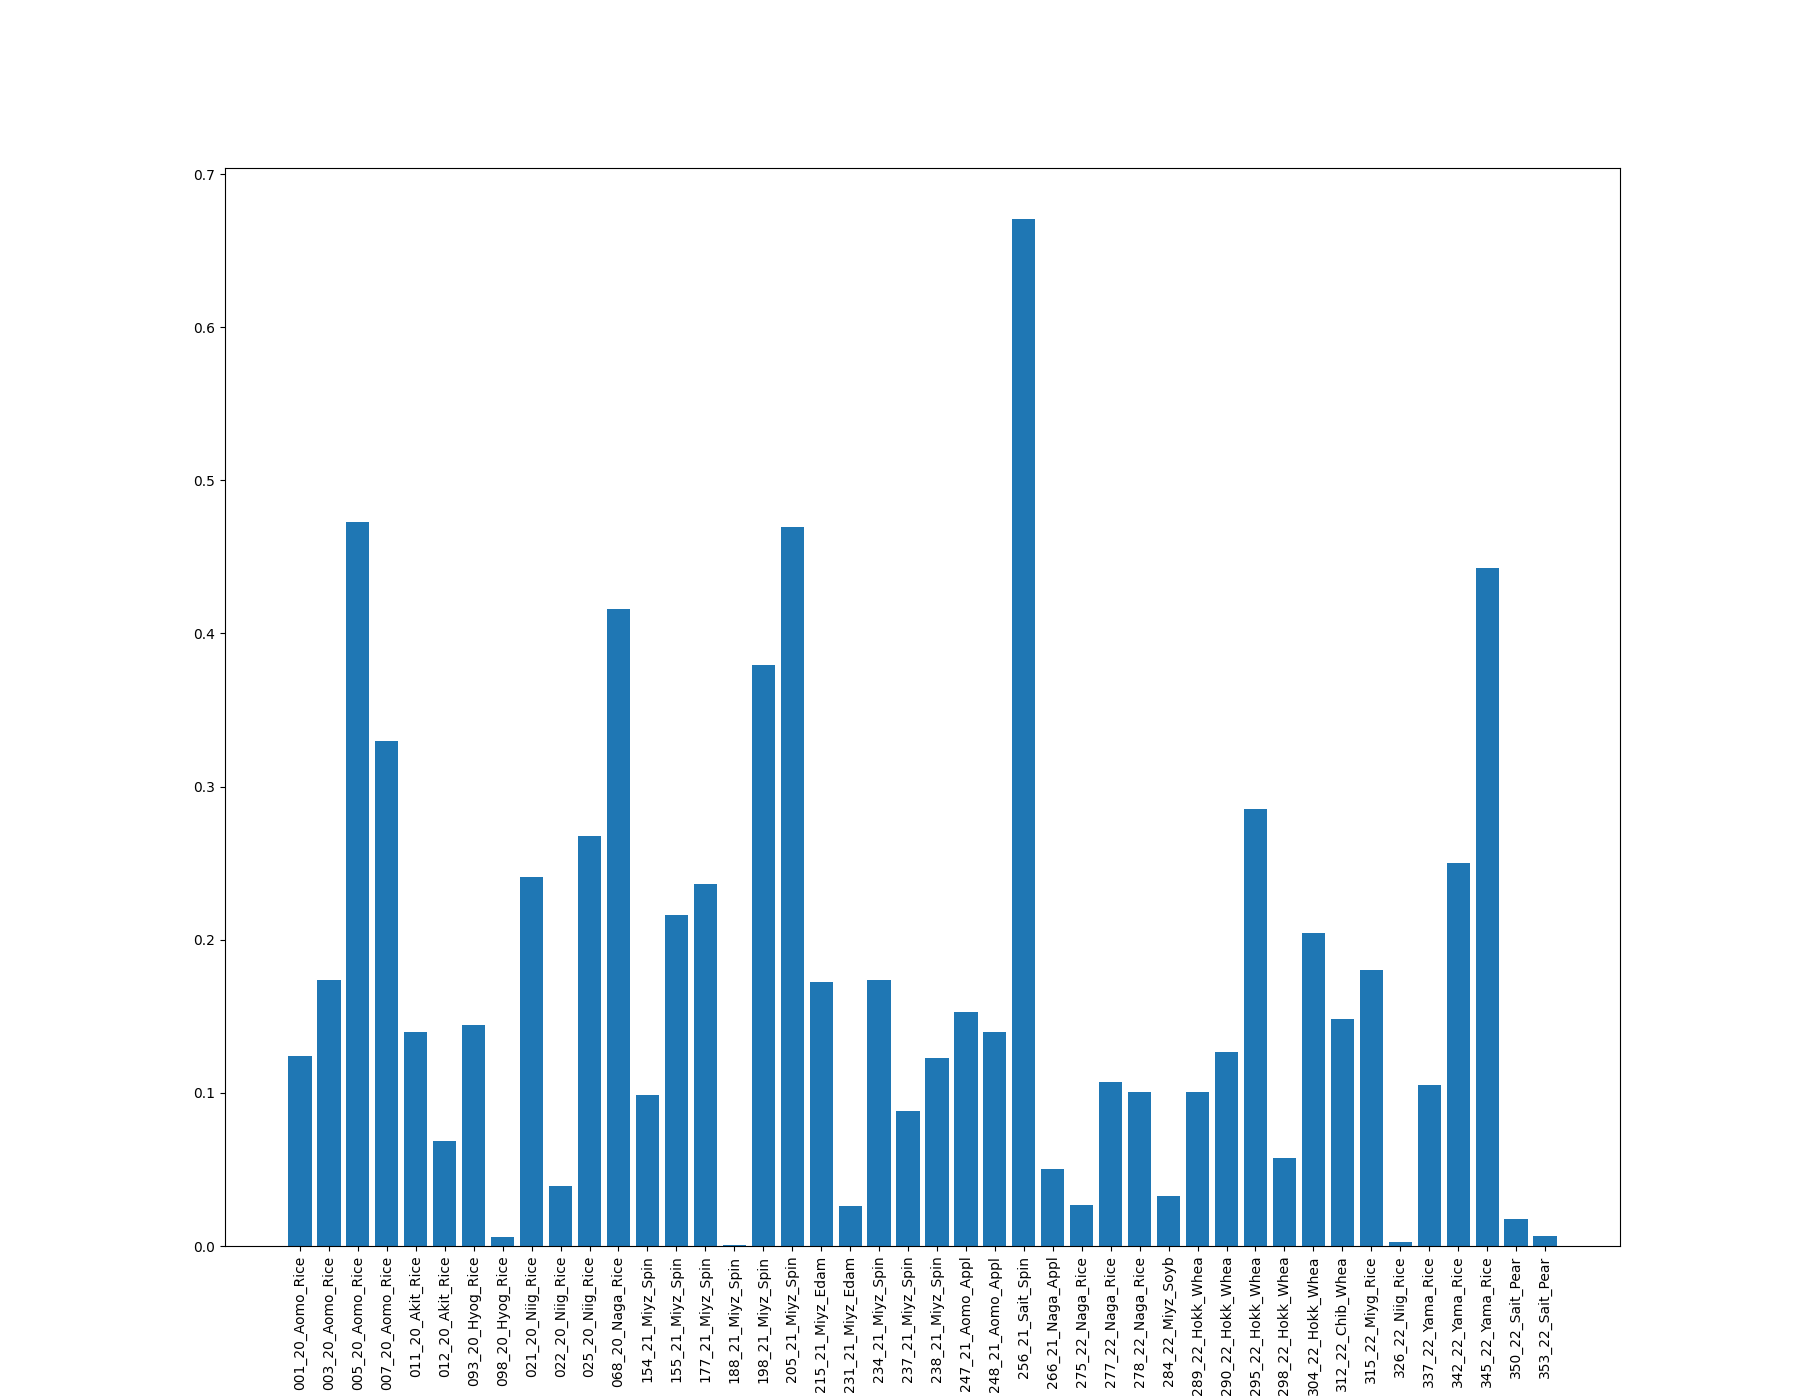 0.7
0.6
0.5
0.4
0.3
0.2
0.1
0.0
001_20_Aomo_Rice
003_20_Aomo_Rice
005_20_Aomo_Rice
007_20_Aomo_Rice
011_20_Akit_Rice
012_20_Akit_Rice
093_20_Hyog_Rice
098_20_Hyog_Rice
021_20_Niig_Rice
022_20_Niig_Rice
025_20_Niig_Rice
068_20_Naga_Rice
154_21_Miyz_Spin
155_21_Miyz_Spin
177_21_Miyz_Spin
188_21_Miyz_Spin
198_21_Miyz_Spin
205_21_Miyz_Spin
215_21_Miyz_Edam
231_21_Miyz_Edam
234_21_Miyz_Spin
237_21_Miyz_Spin
238_21_Miyz_Spin
247_21_Aomo_Appl
248_21_Aomo_Appl
256_21_Sait_Spin
266_21_Naga_Appl
275_22_Naga_Rice
277_22_Naga_Rice
278_22_Naga_Rice
284_22_Miyz_Soyb
289_22_Hokk_Whea
290_22_Hokk_Whea
295_22_Hokk_Whea
298_22_Hokk_Whea
304_22_Hokk_Whea
312_22_Chib_Whea
315_22_Miyg_Rice
326_22_Niig_Rice
337_22_Yama_Rice
342_22_Yama_Rice
345_22_Yama_Rice
350_22_Sait_Pear
353_22_Sait_Pear